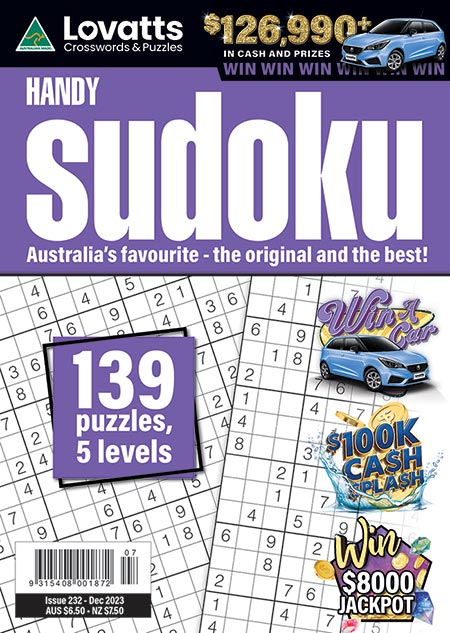 AUSTRALIAN MADE
Lovatts
Crosswords & Puzzles
$126,990+
IN CASH AND PRIZES
WIN WIN WIN WIN WIN WIN
HANDY
sudoku
Australia's favourite - the original and the best!
139
puzzles,
5 levels
Win A
Car
$100K
CASH
SPLASH
Win
$8000
JACKPOT
07
9 315408 001872
Issue 232 - Dec 2023
AUS $6.50 • NZ $7.50